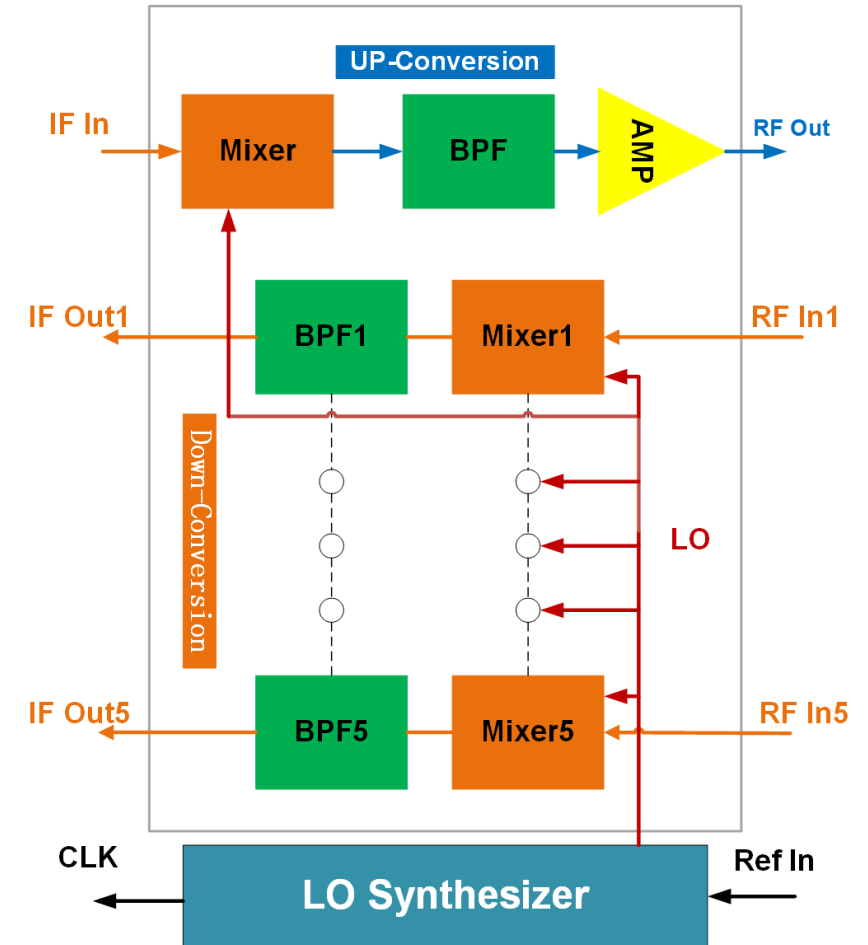 UP-Conversion
IF In
Mixer
BPF
AMP
RF Out
IF Out1
BPF1
Mixer1
RF In1
Down-Conversion
LO
IF Out5
BPF5
Mixer5
RF In5
CLK
LO Synthesizer
Ref In